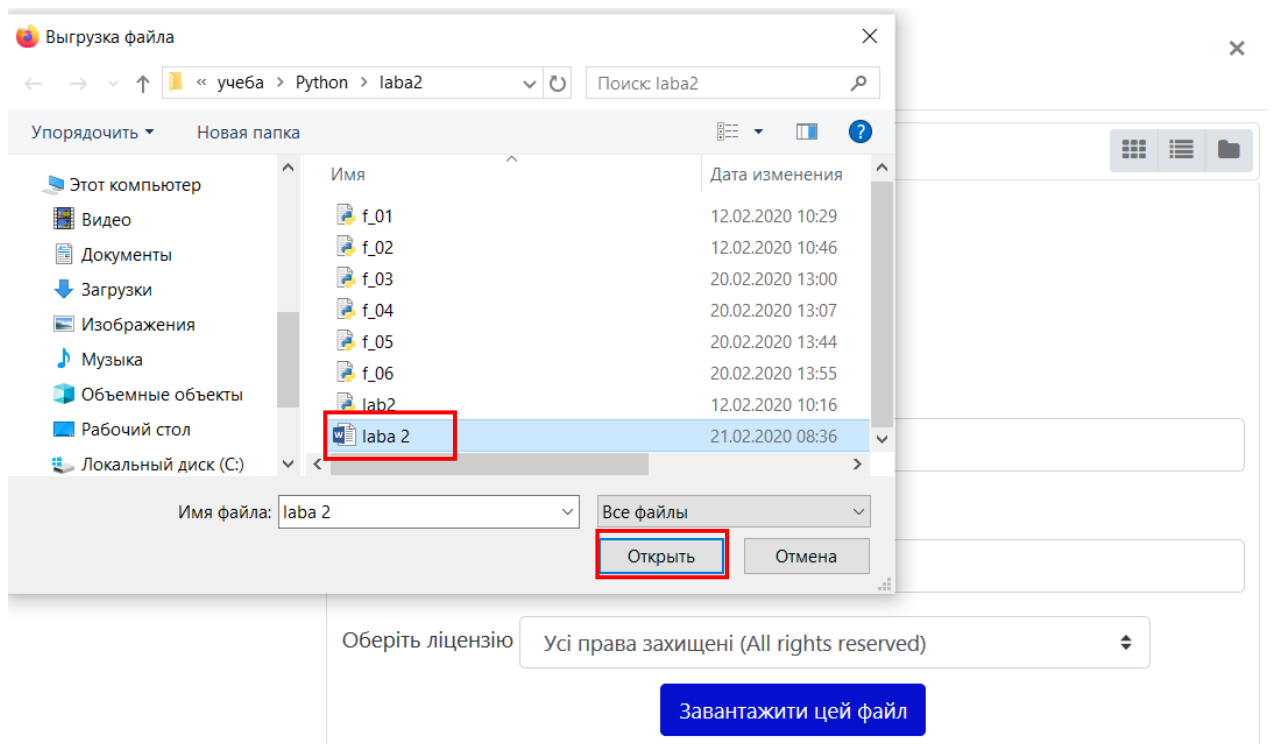 Выгрузка файла
« учеба > Python > laba2
Поиск: laba2
Упорядочить
Новая папка
Этот компьютер
Видео
Документы
Загрузки
Изображения
Музыка
Объемные объекты
Рабочий стол
Локальный диск (C:)
Имя Дата изменения
f_01 12.02.2020 10:29
f_02 12.02.2020 10:46
f_03 20.02.2020 13:00
f_04 20.02.2020 13:07
f_05 20.02.2020 13:44
f_06 20.02.2020 13:55
lab2 12.02.2020 10:16
laba 2 21.02.2020 08:36
Имя файла: laba 2 Все файлы
Открыть Отмена
Оберіть ліцензію Усі права захищені (All rights reserved)
Завантажити цей файл